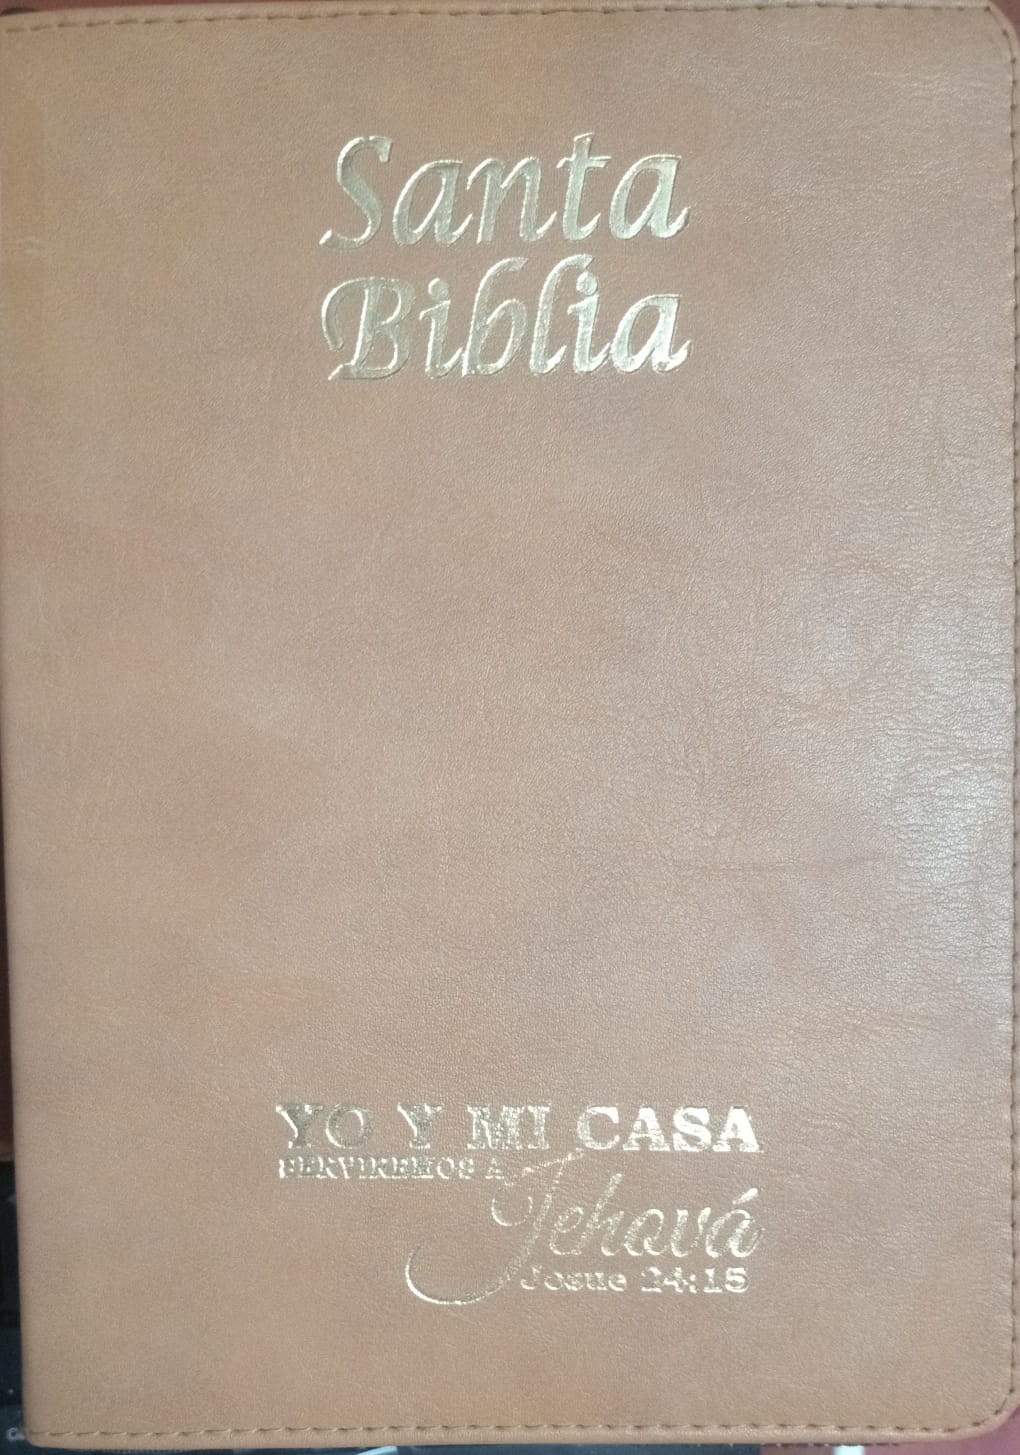 Santa
Biblia
YO Y MI CASA
SERVIREMOS A
Jehová
Josue 24:15